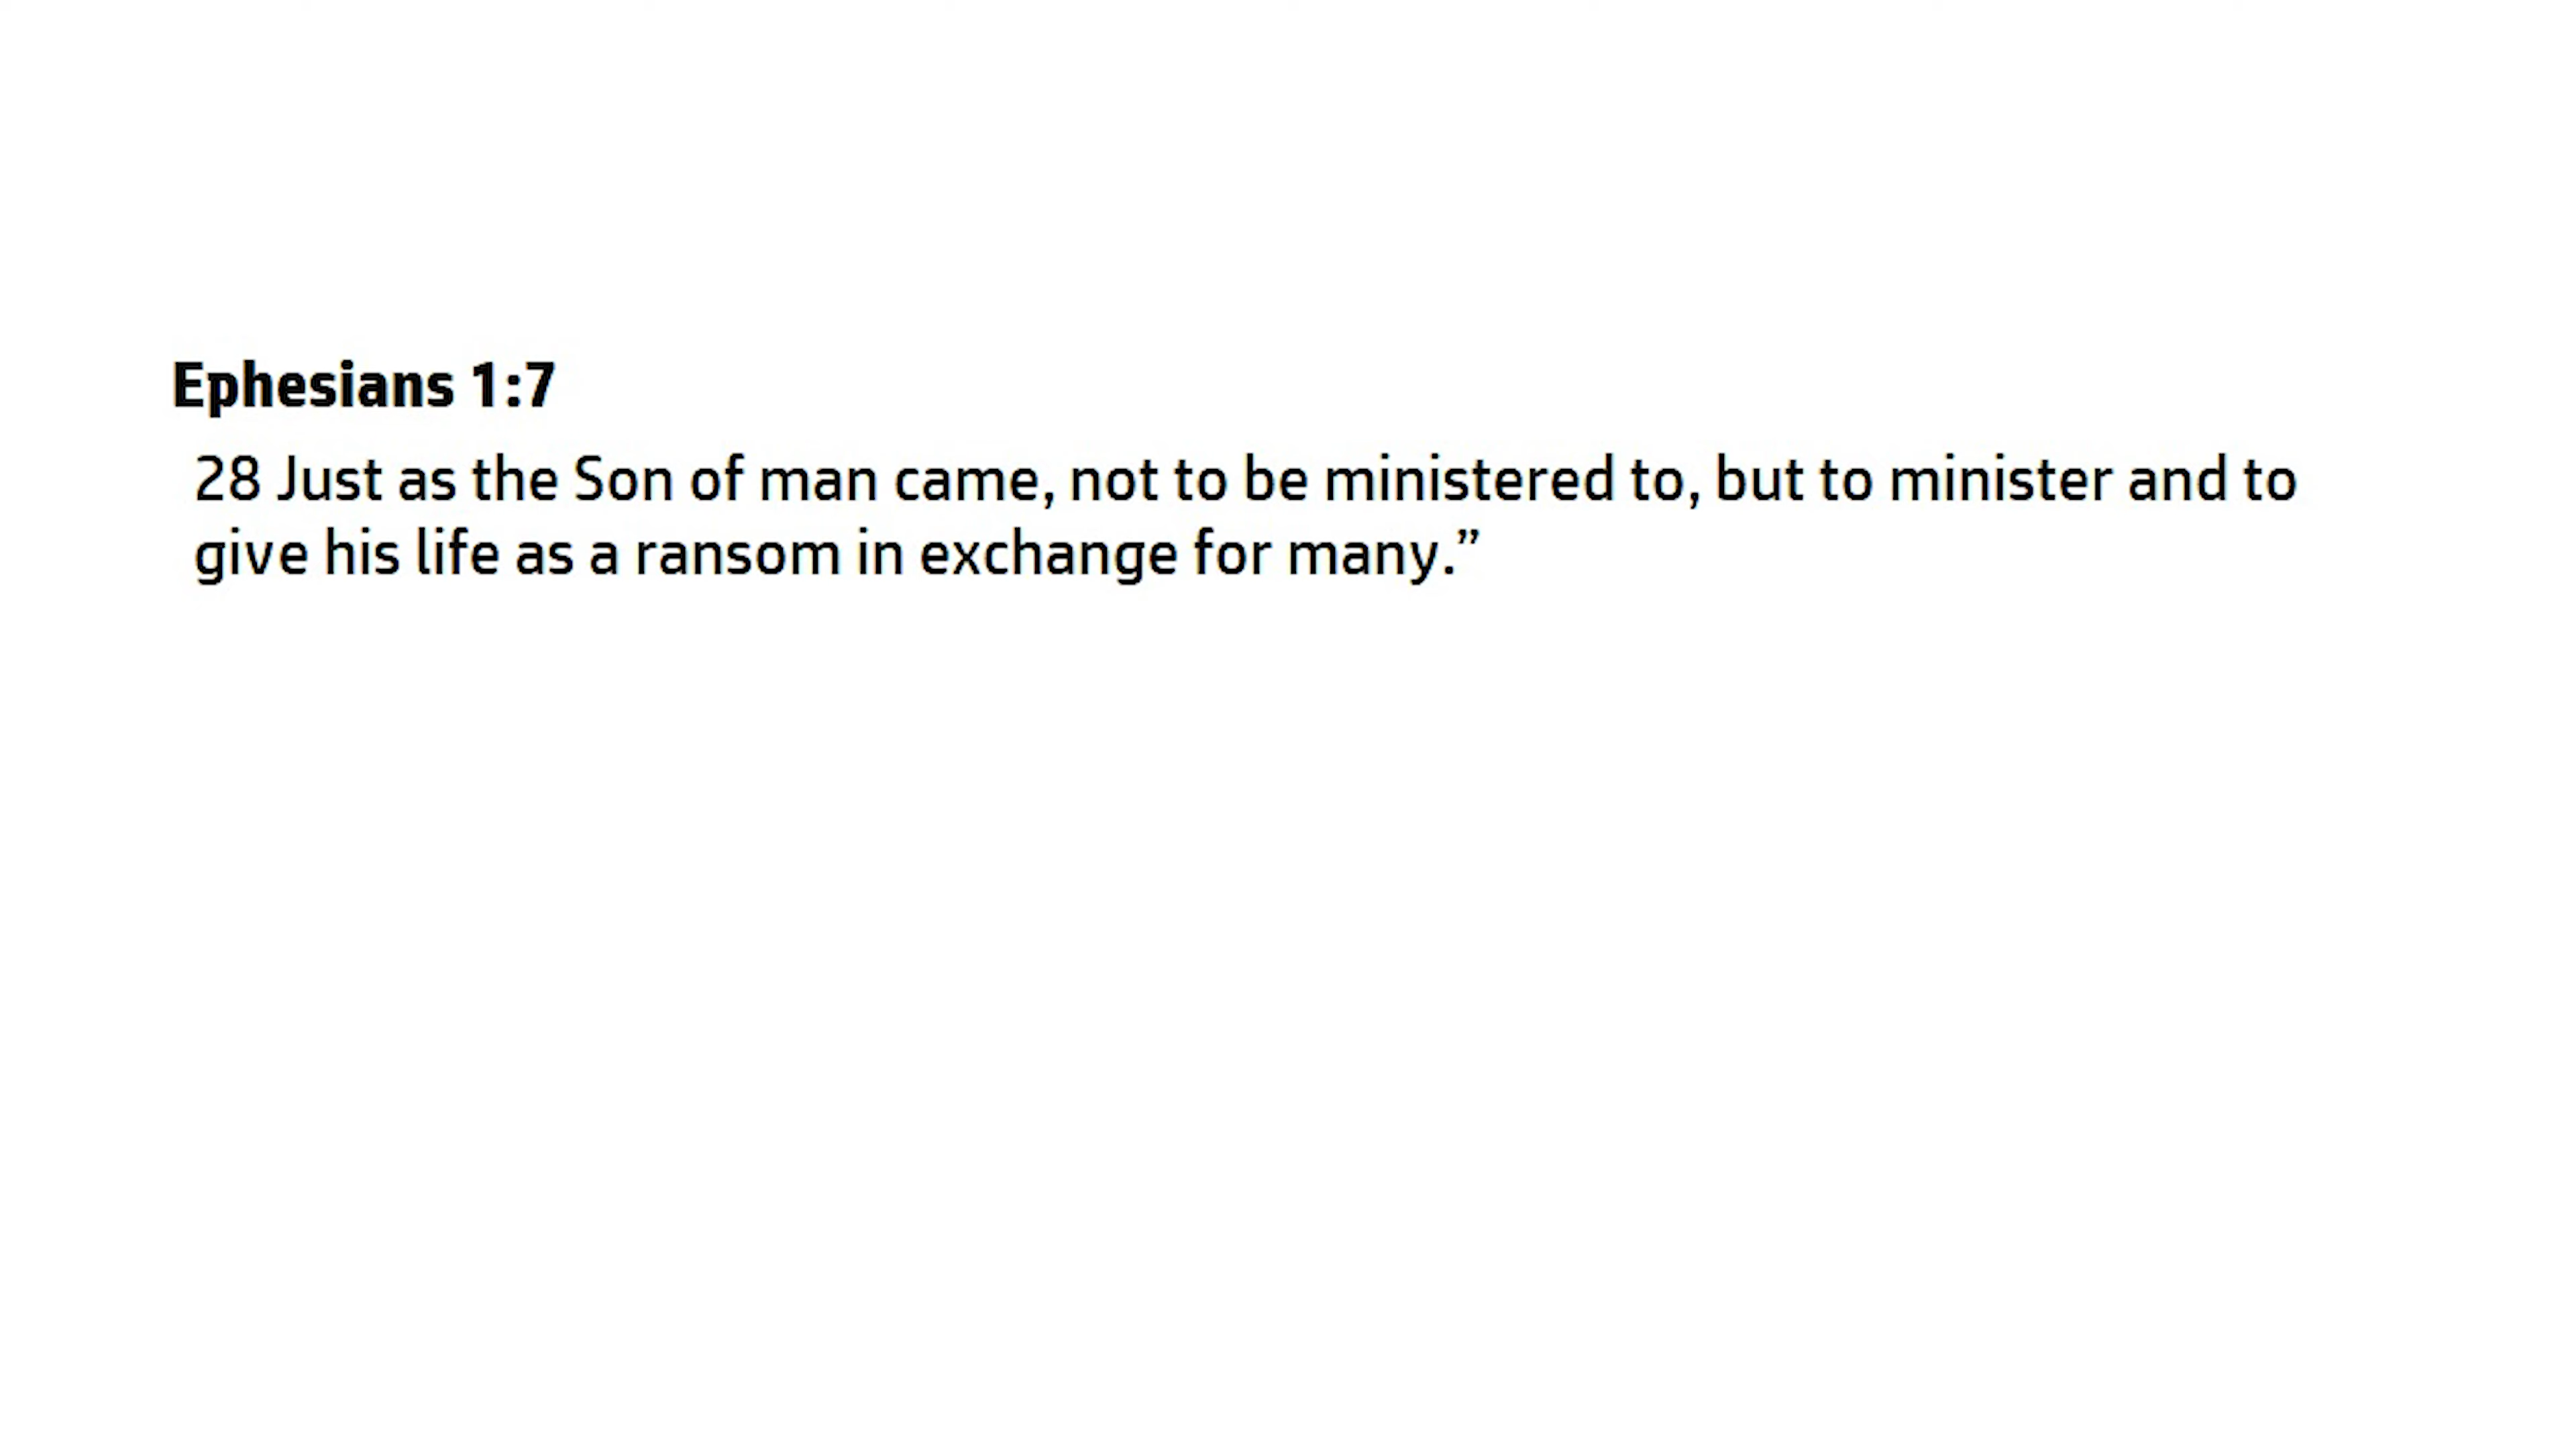 Ephesians 1:7
28 Just as the Son of man came, not to be ministered to, but to minister and to
give his life as a ransom in exchange for many.”